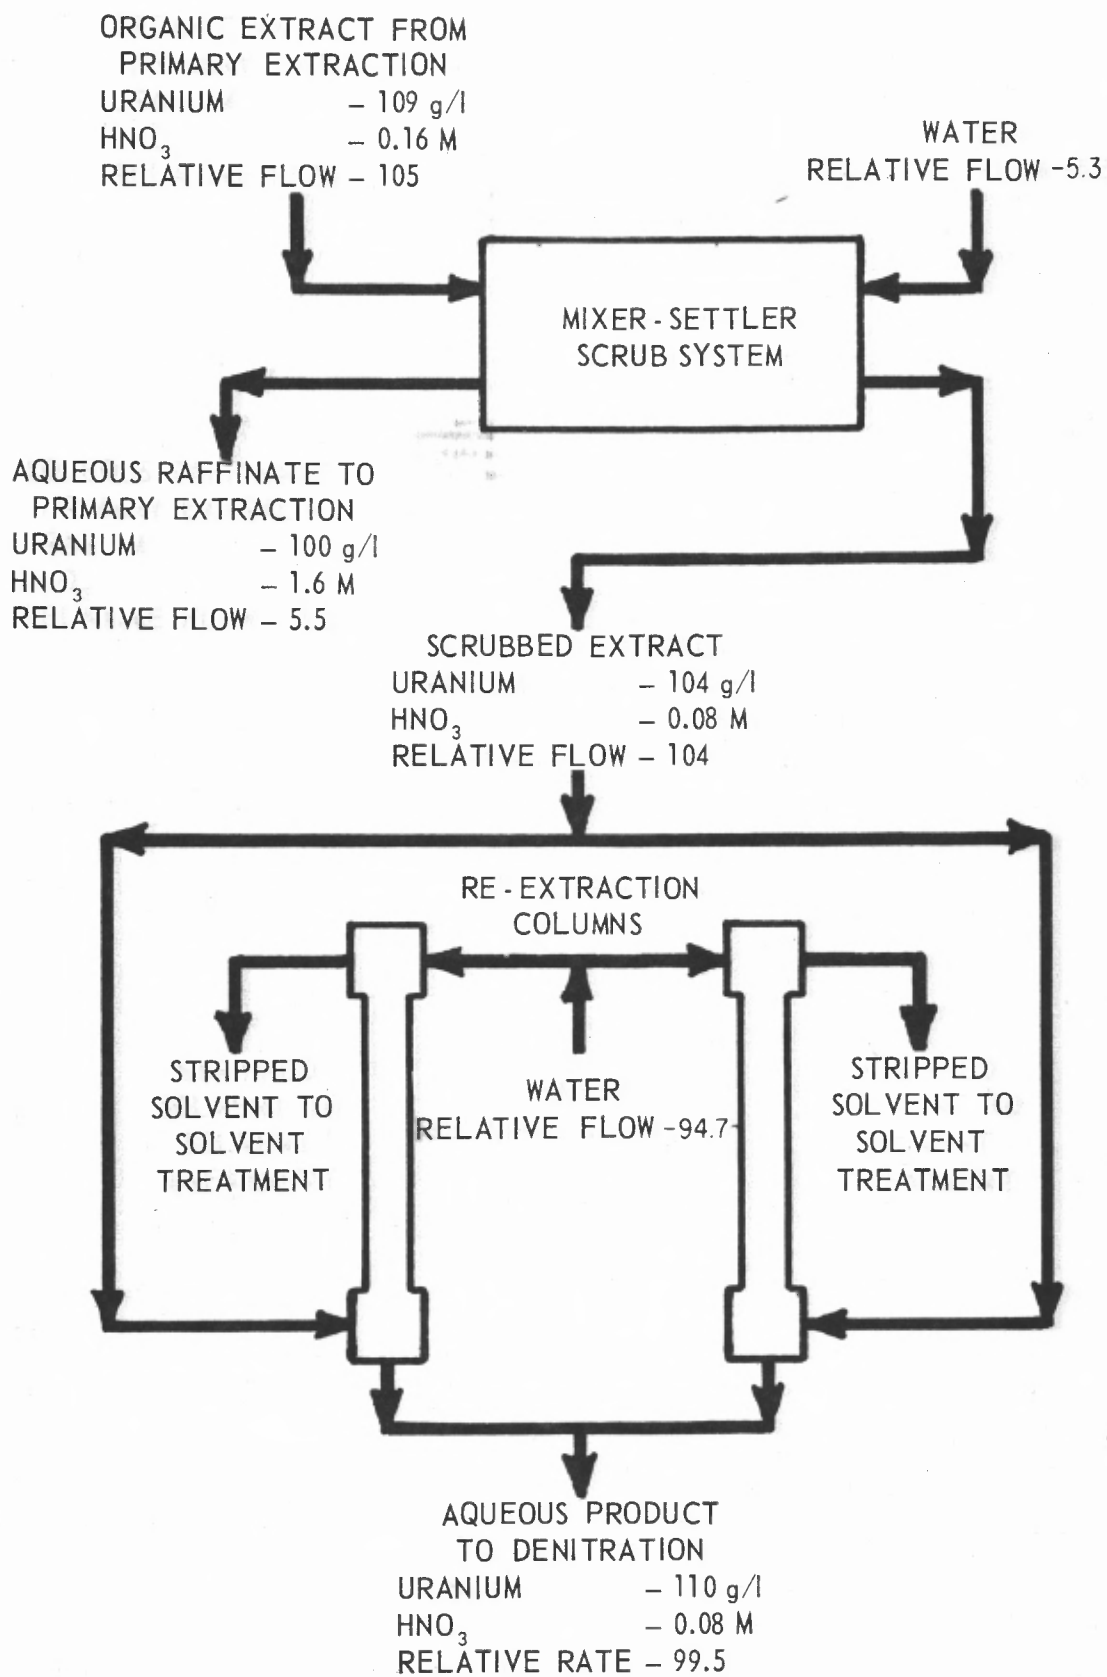 ORGANIC EXTRACT FROM
PRIMARY EXTRACTION
URANIUM - 109 g/l
HNO₃ - 0.16 M
RELATIVE FLOW - 105
WATER
RELATIVE FLOW -5.3
MIXER - SETTLER
SCRUB SYSTEM
AQUEOUS RAFFINATE TO
PRIMARY EXTRACTION
URANIUM - 100 g/l
HNO₃ - 1.6 M
RELATIVE FLOW - 5.5
SCRUBBED EXTRACT
URANIUM - 104 g/l
HNO₃ - 0.08 M
RELATIVE FLOW - 104
RE - EXTRACTION
COLUMNS
STRIPPED
SOLVENT TO
SOLVENT
TREATMENT
WATER
RELATIVE FLOW -94.7
STRIPPED
SOLVENT TO
SOLVENT
TREATMENT
AQUEOUS PRODUCT
TO DENITRATION
URANIUM - 110 g/l
HNO₃ - 0.08 M
RELATIVE RATE - 99.5